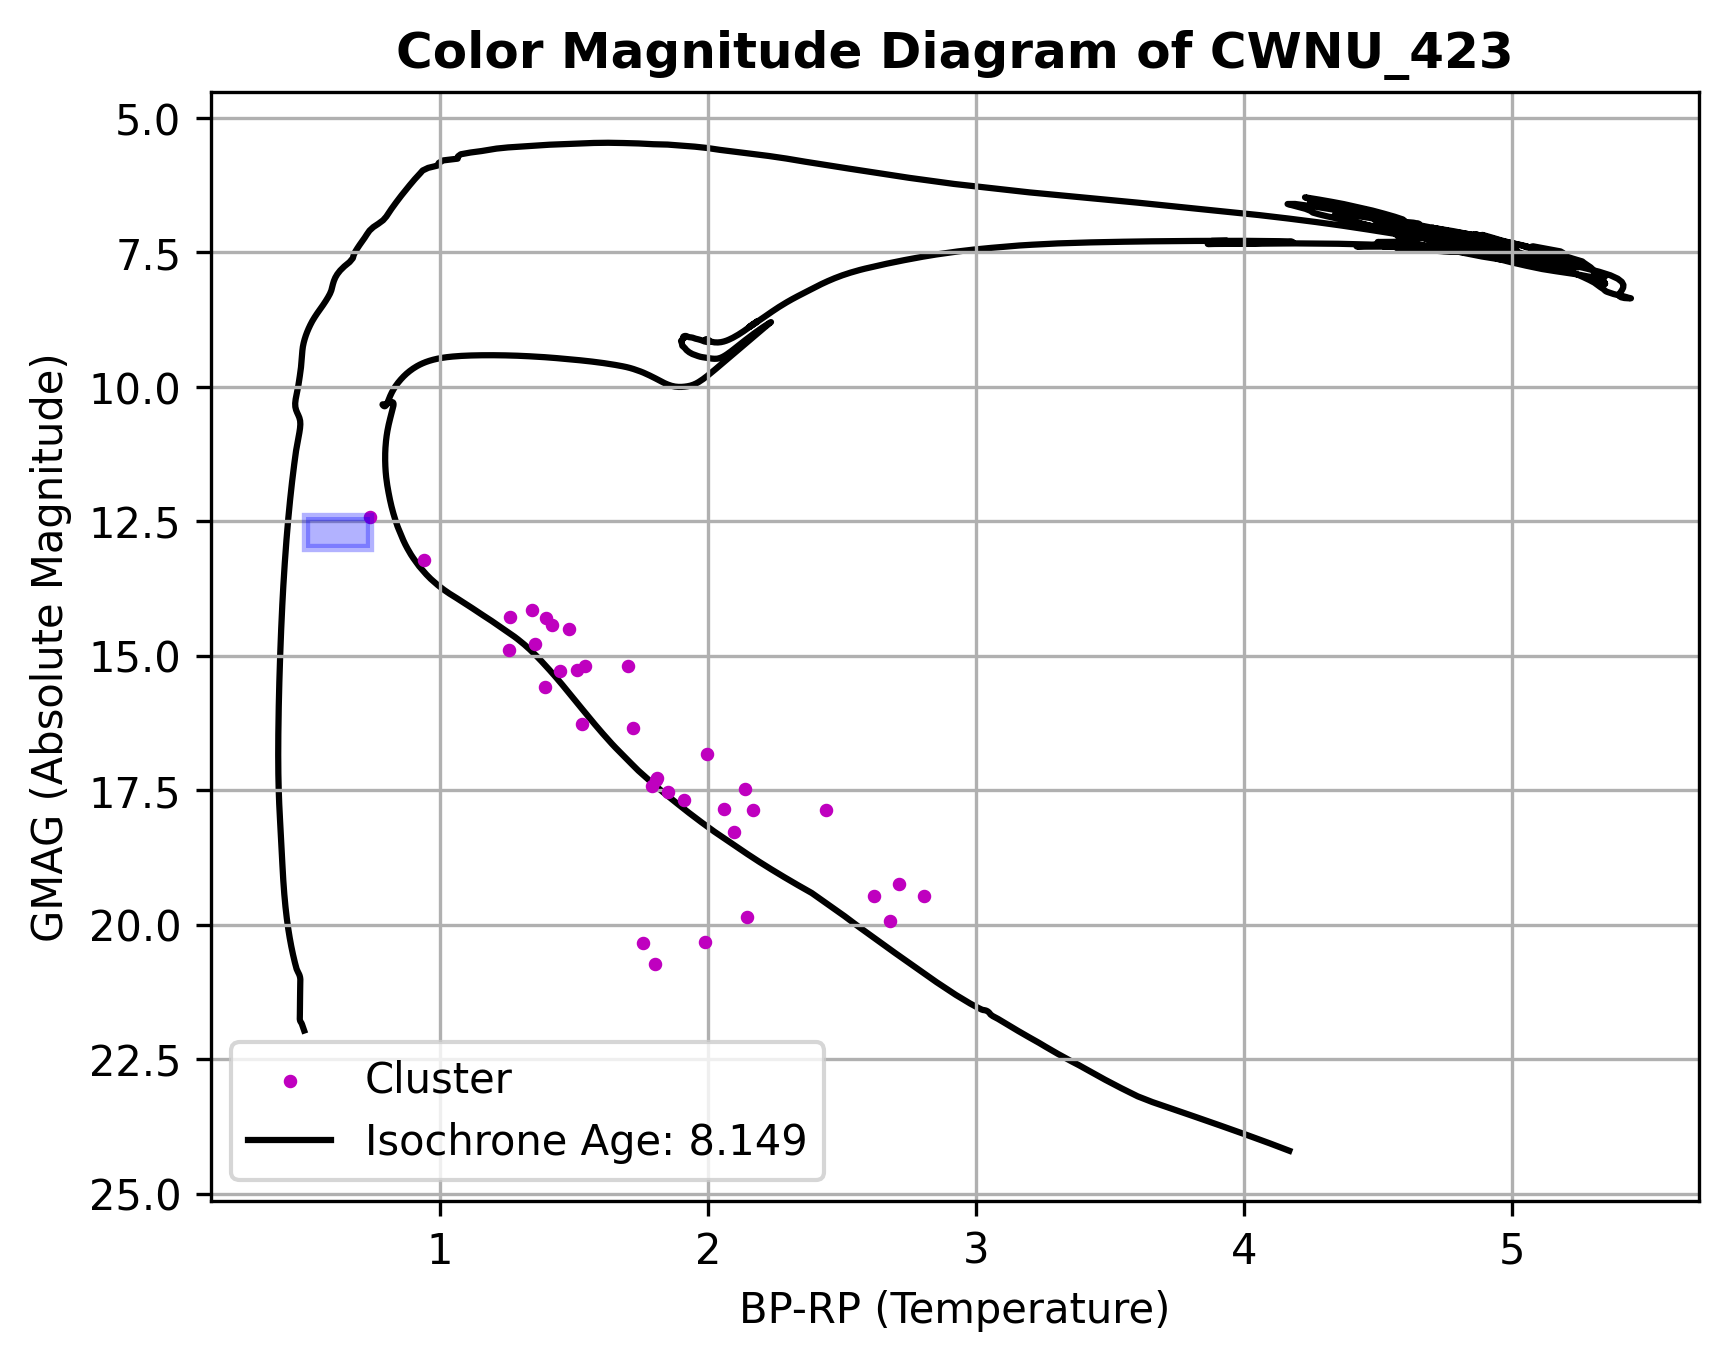 Color Magnitude Diagram of CWNU_423
GMAG (Absolute Magnitude)
5.0
7.5
10.0
12.5
15.0
17.5
20.0
22.5
25.0
Cluster
Isochrone Age: 8.149
1 2 3 4 5
BP-RP (Temperature)